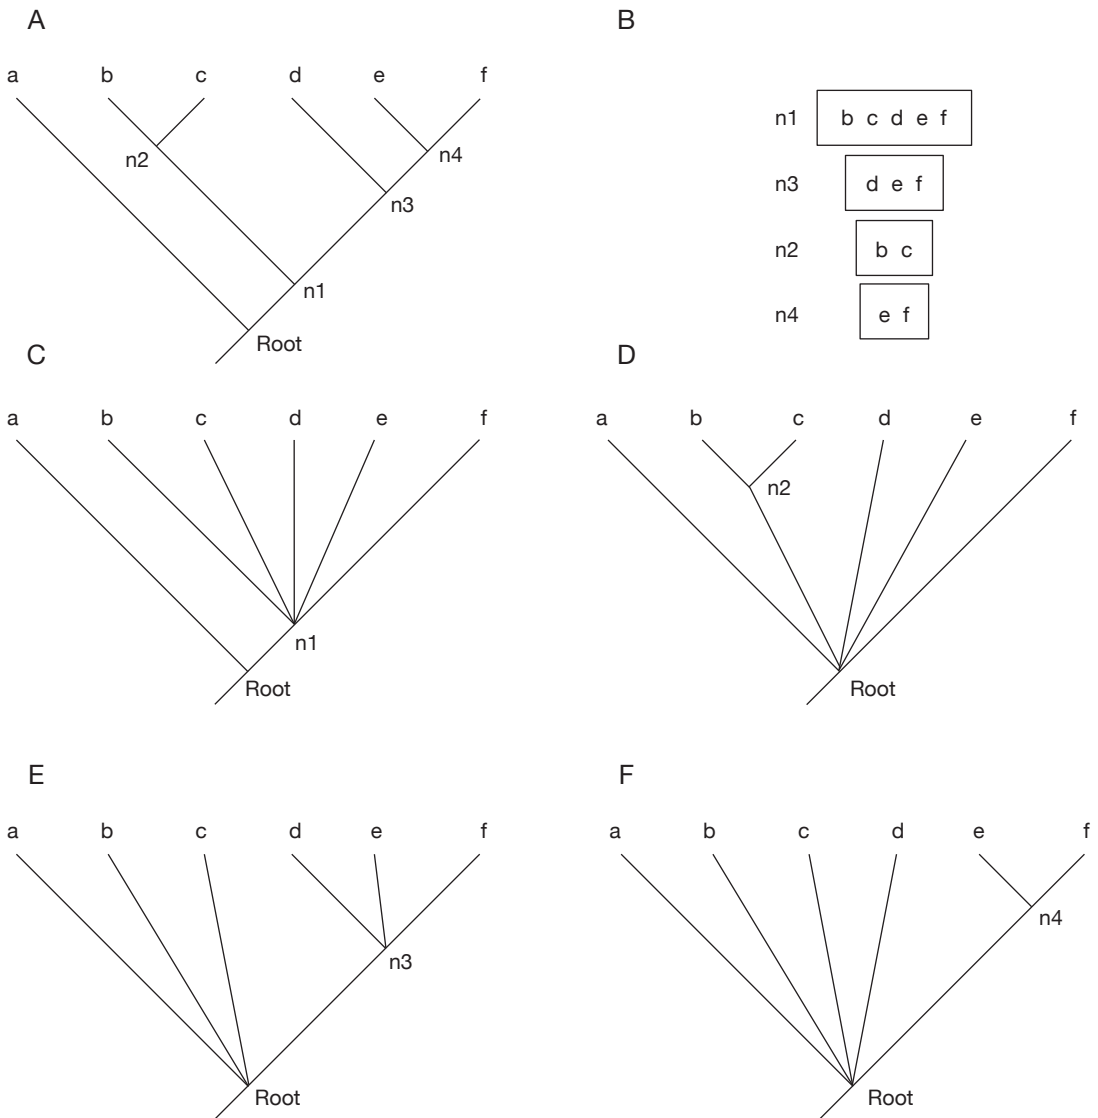 A B
a b c d e f
n1 b c d e f
n2 n4
n3 d e f
n3
n2 b c
n1
n4 e f
Root
C D
a b c d e f a b c d e f
n2
n1
Root Root
E F
a b c d e f a b c d e f
n4
n3
Root Root